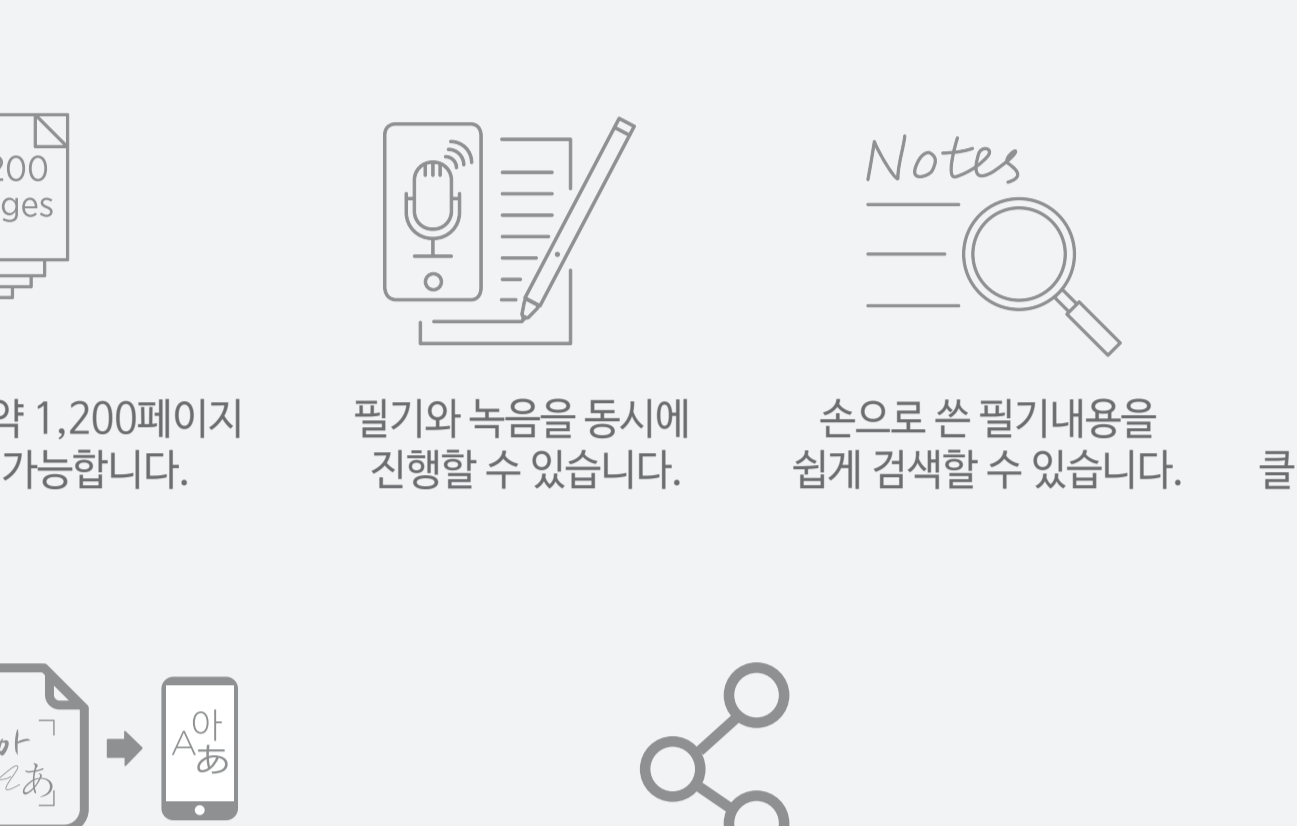 200
ges
Notes
약 1,200페이지
가능합니다.
필기와 녹음을 동시에
진행할 수 있습니다.
손으로 쓴 필기내용을
쉽게 검색할 수 있습니다.
클
아
あ
A아
あ